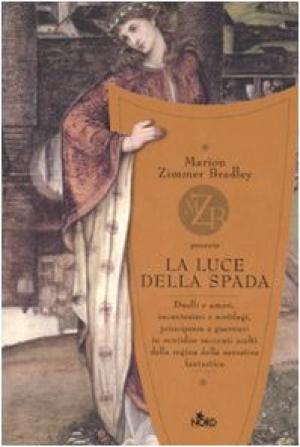 Marion
Zimmer Bradley
MZB
presenta
LA LUCE
DELLA SPADA
Duelli e amori,
incantesimi e sortilegi,
principesse e guerrieri
in ventidue racconti scelti
dalla regina della narrativa
fantastica
NORD